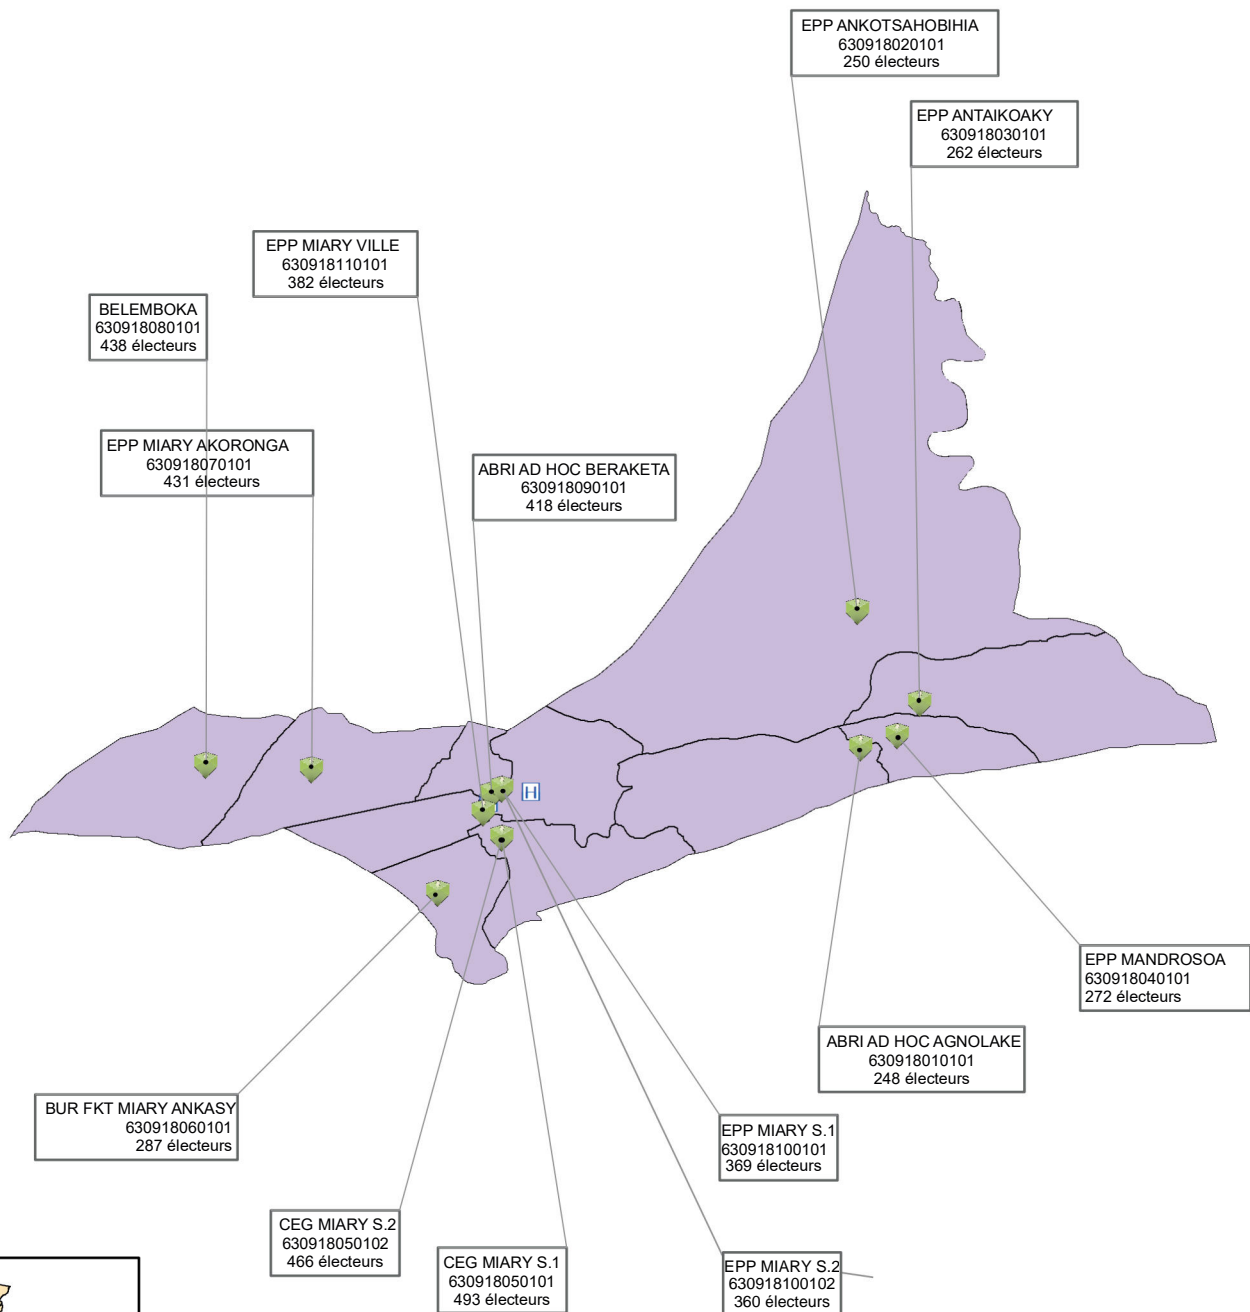 EPP ANKOTSAHOBIHIA
630918020101
250 électeurs
EPP ANTAIKOAKY
630918030101
262 électeurs
EPP MIARY VILLE
630918110101
382 électeurs
BELEMBOKA
630918080101
438 électeurs
EPP MIARY AKORONGA
630918070101
431 électeurs
ABRI AD HOC BERAKETA
630918090101
418 électeurs
H
EPP MANDROSOA
630918040101
272 électeurs
ABRI AD HOC AGNOLAKE
630918010101
248 électeurs
BUR FKT MIARY ANKASY
630918060101
287 électeurs
EPP MIARY S.1
630918100101
369 électeurs
CEG MIARY S.2
630918050102
466 électeurs
CEG MIARY S.1
630918050101
493 électeurs
EPP MIARY S.2
630918100102
360 électeurs